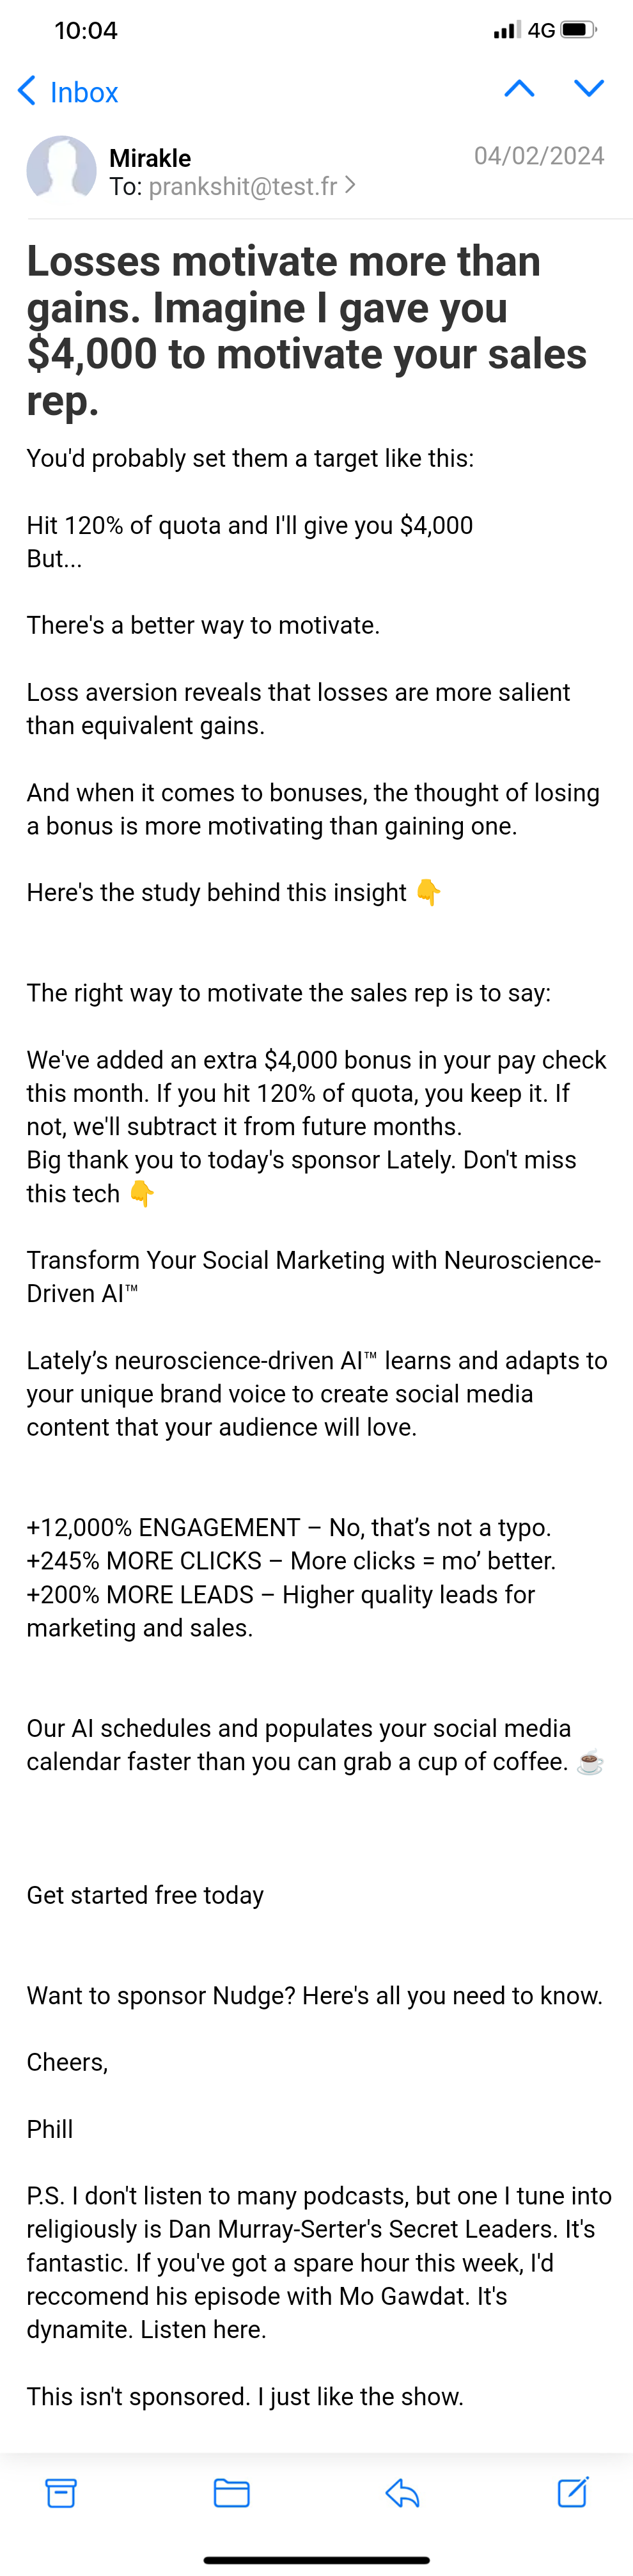 10:04
4G
Inbox
Mirakle
04/02/2024
To: prankshit@test.fr
Losses motivate more than
gains. Imagine I gave you
$4,000 to motivate your sales
rep.
You'd probably set them a target like this:
Hit 120% of quota and I'll give you $4,000
But...
There's a better way to motivate.
Loss aversion reveals that losses are more salient
than equivalent gains.
And when it comes to bonuses, the thought of losing
a bonus is more motivating than gaining one.
Here's the study behind this insight 👇
The right way to motivate the sales rep is to say:
We've added an extra $4,000 bonus in your pay check
this month. If you hit 120% of quota, you keep it. If
not, we'll subtract it from future months.
Big thank you to today's sponsor Lately. Don't miss
this tech 👇
Transform Your Social Marketing with Neuroscience-
Driven AI™
Lately’s neuroscience-driven AI™ learns and adapts to
your unique brand voice to create social media
content that your audience will love.
+12,000% ENGAGEMENT – No, that’s not a typo.
+245% MORE CLICKS – More clicks = mo’ better.
+200% MORE LEADS – Higher quality leads for
marketing and sales.
Our AI schedules and populates your social media
calendar faster than you can grab a cup of coffee. ☕
Get started free today
Want to sponsor Nudge? Here's all you need to know.
Cheers,
Phill
P.S. I don't listen to many podcasts, but one I tune into
religiously is Dan Murray-Serter's Secret Leaders. It's
fantastic. If you've got a spare hour this week, I'd
reccomend his episode with Mo Gawdat. It's
dynamite. Listen here.
This isn't sponsored. I just like the show.